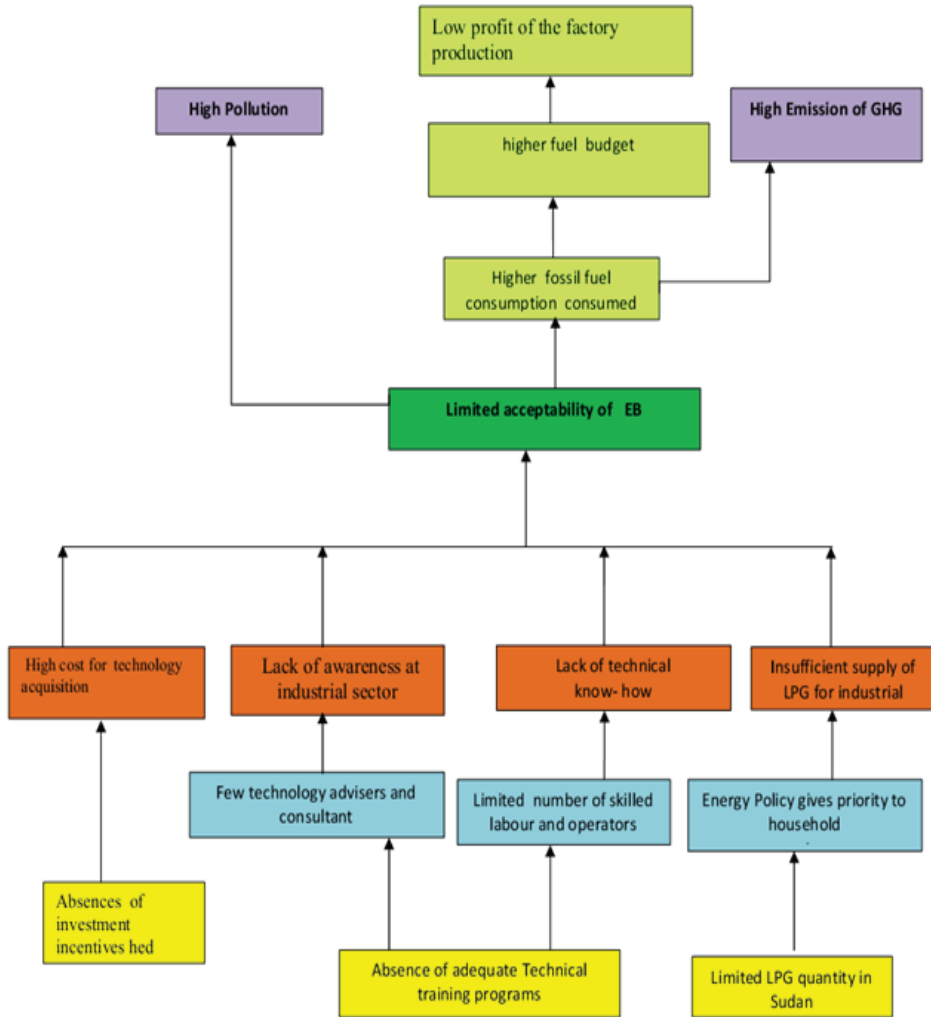 Low profit of the factory
production
High Pollution
High Emission of GHG
higher fuel budget
Higher fossil fuel
consumption consumed
Limited acceptability of EB
High cost for technology
acquisition
Lack of awareness at
industrial sector
Lack of technical
know- how
Insufficient supply of
LPG for industrial
Few technology advisers and
consultant
Limited number of skilled
labour and operators
Energy Policy gives priority to
household
.
Absences of
investment
incentives hed
Absence of adequate Technical
training programs
Limited LPG quantity in
Sudan